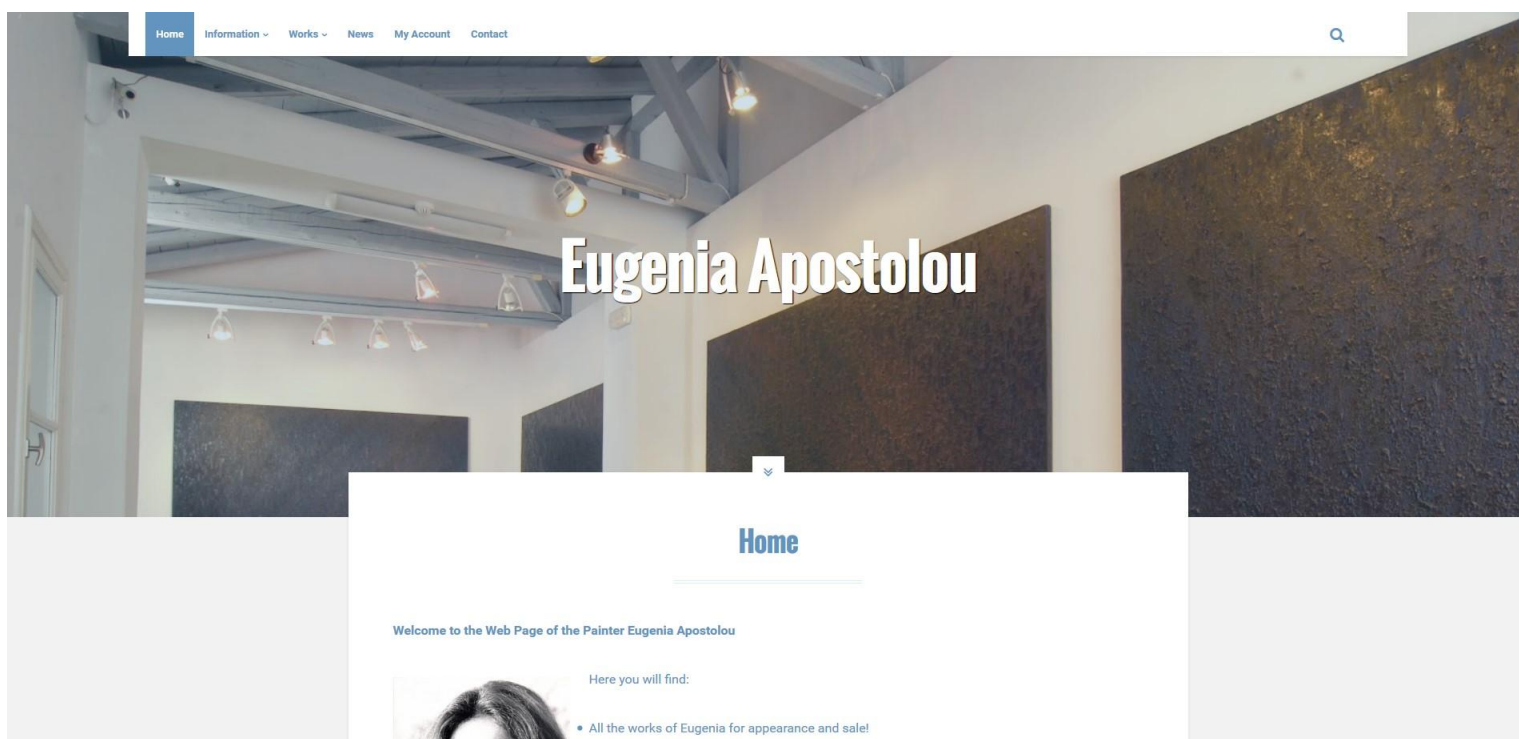 Home Information Works News My Account Contact
Eugenia Apostolou
Home
Welcome to the Web Page of the Painter Eugenia Apostolou
Here you will find:
• All the works of Eugenia for appearance and sale!